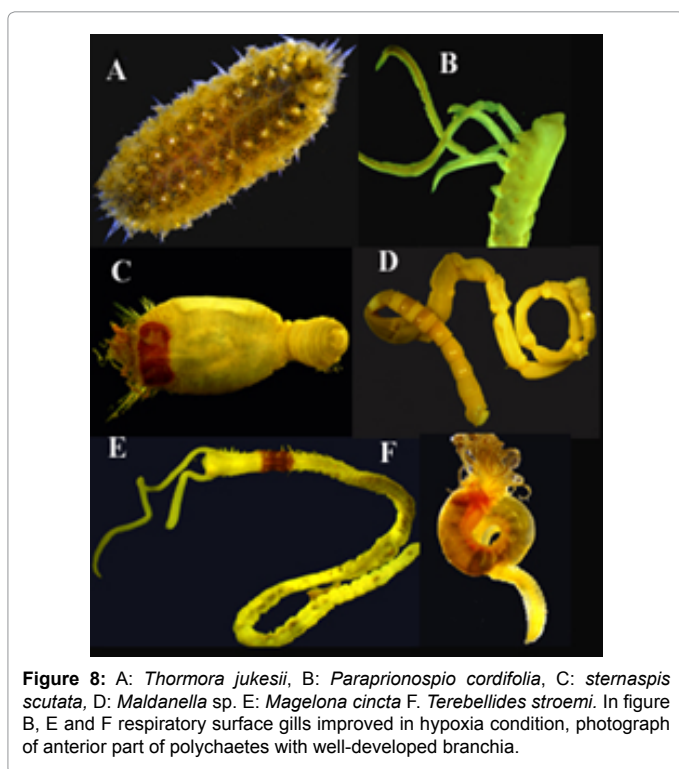 A
B
C
D
E
F
Figure 8: A: Thormora jukesii, B: Paraprionospio cordifolia, C: sternaspis
scutata, D: Maldanella sp. E: Magelona cincta F. Terebellides stroemi. In figure
B, E and F respiratory surface gills improved in hypoxia condition, photograph
of anterior part of polychaetes with well-developed branchia.